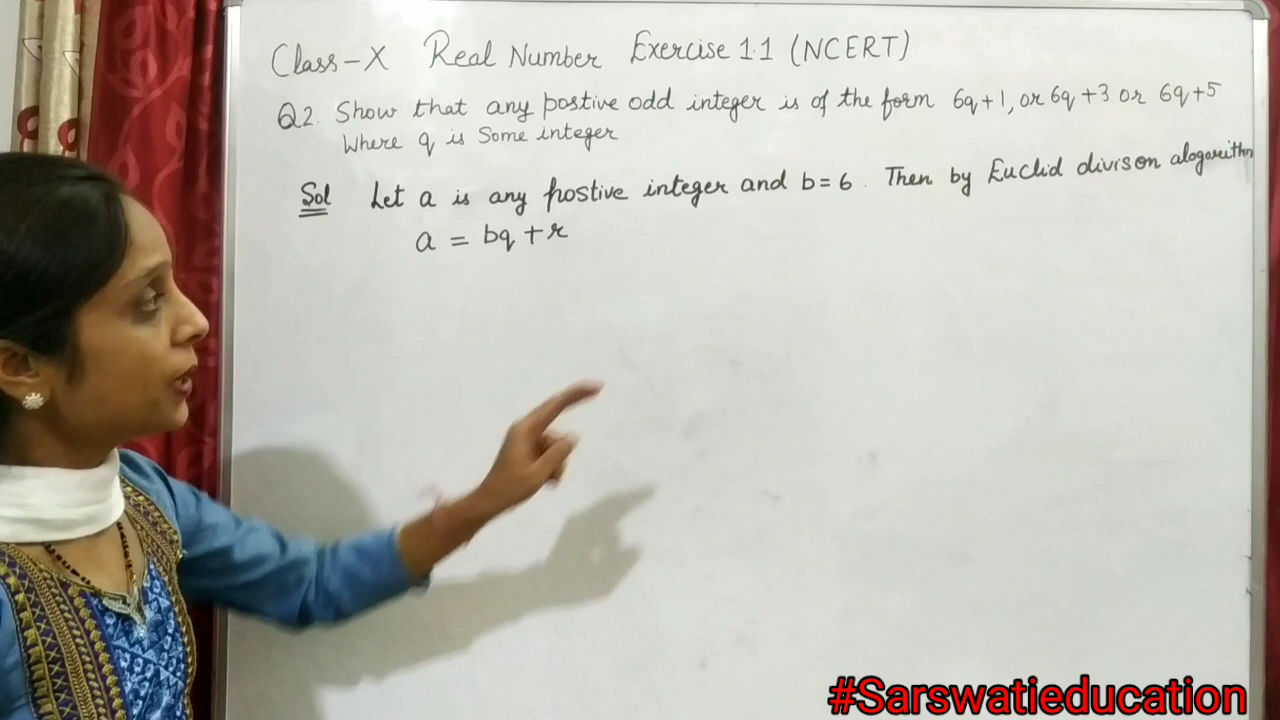 Class-X Real Number Exercise 1.1 (NCERT)
Q2. Show that any postive odd integer is of the form 6q+1, or 6q+3 or 6q+5
Where q is Some integer
Sol Let a is any postive integer and b=6. Then by Euclid divison alogarithm
a = bq + r
#Sarswatieducation